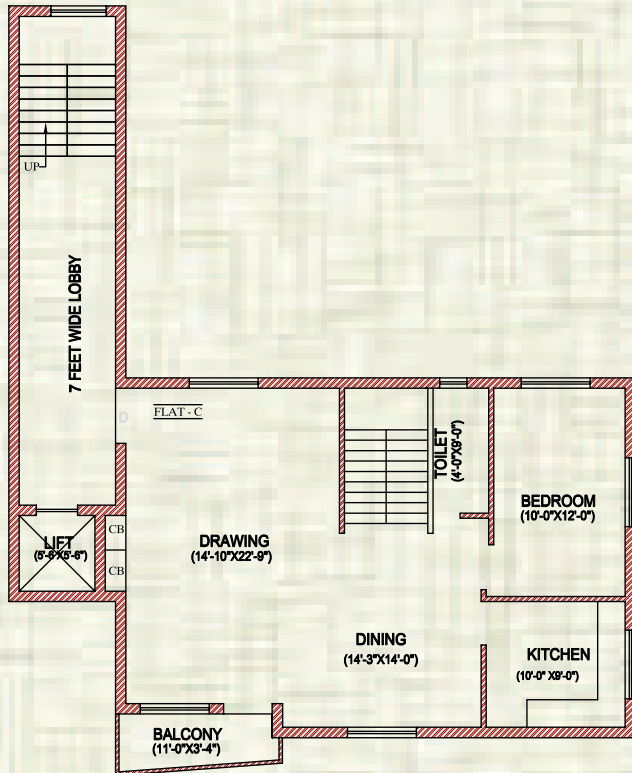 UP
7 FEET WIDE LOBBY
D
FLAT - C
TOILET
(4'-0"X9'-0")
BEDROOM
(10'-0"X12'-0")
CB
CB
LIFT
(5'-6"X5'-6")
DRAWING
(14'-10"X22'-9")
DINING
(14'-3"X14'-0")
KITCHEN
(10'-0" X9'-0")
BALCONY
(11'-0"X3'-4")